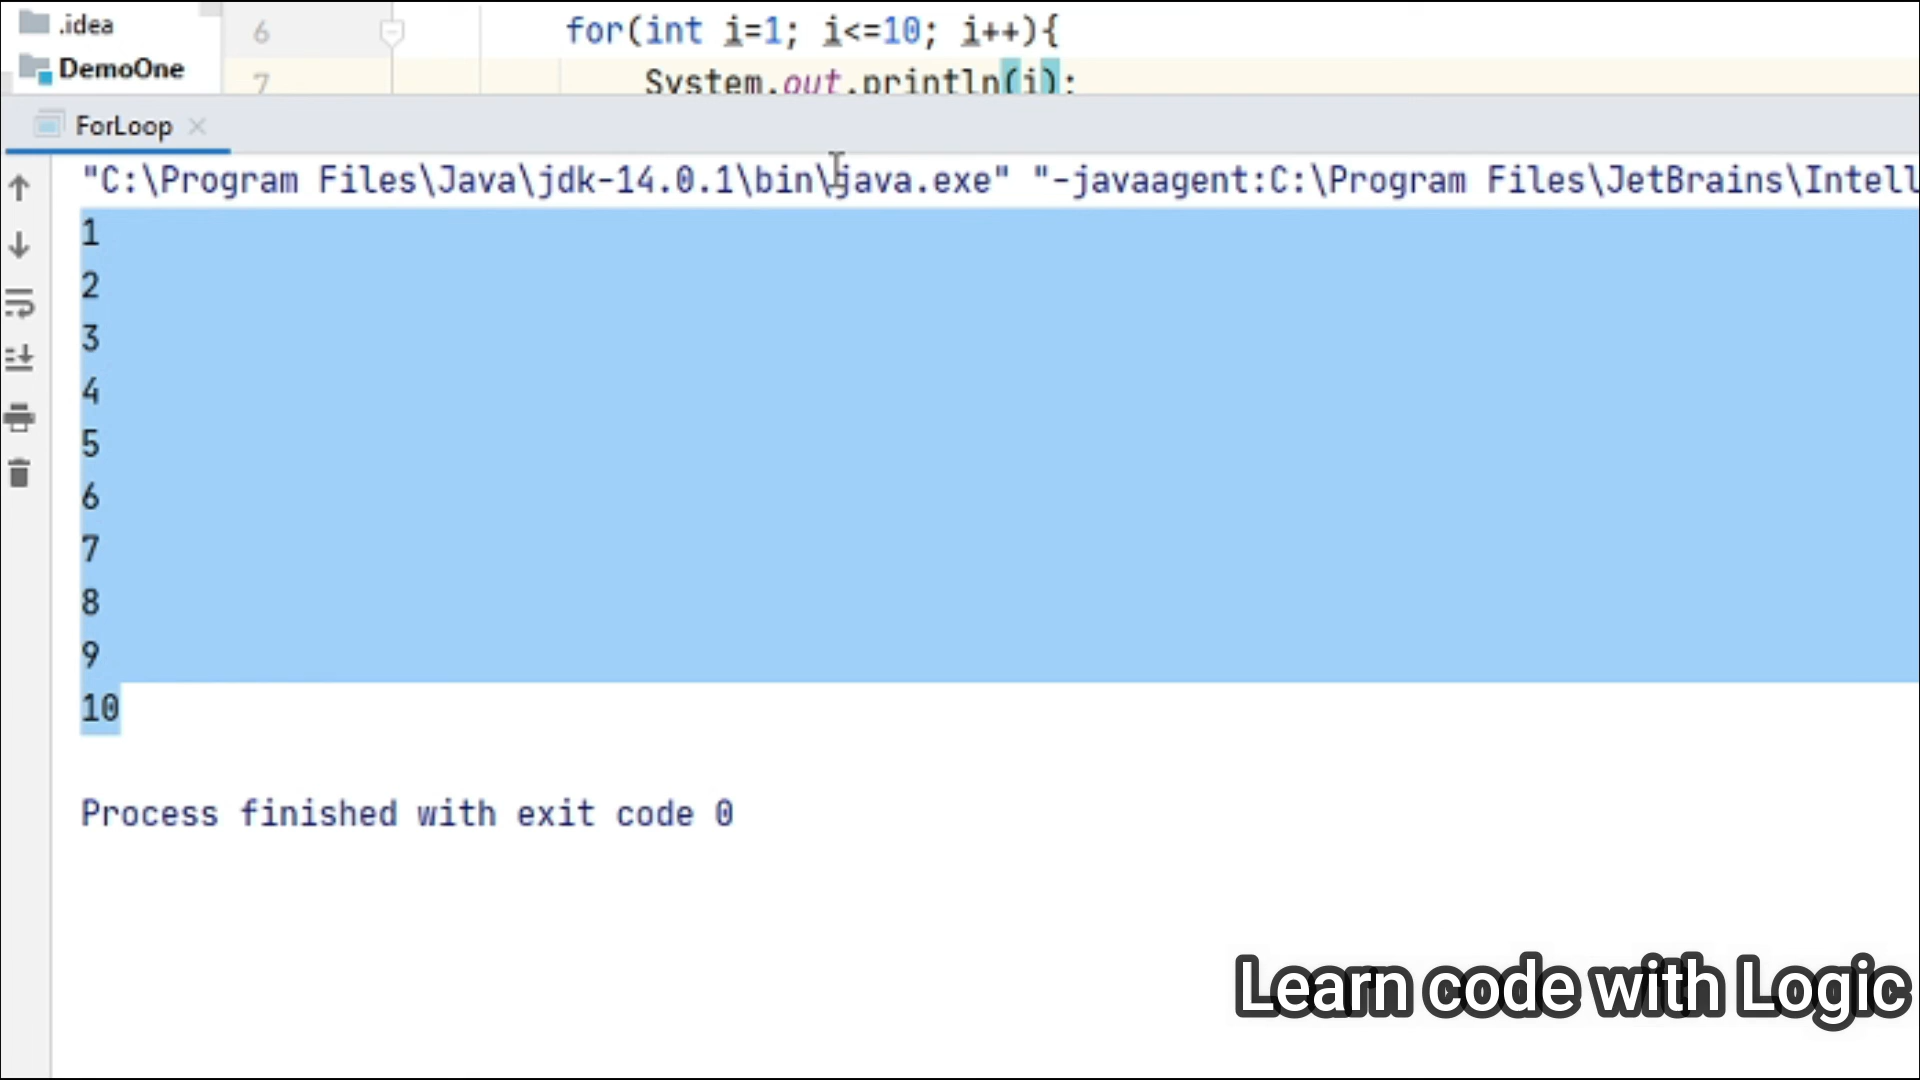 .idea
DemoOne
6 for(int i=1; i<=10; i++){
7 System.out.println(i);
ForLoop
"C:\Program Files\Java\jdk-14.0.1\bin\java.exe" "-javaagent:C:\Program Files\JetBrains\Intell
1
2
3
4
5
6
7
8
9
10
Process finished with exit code 0
Learn code with Logic